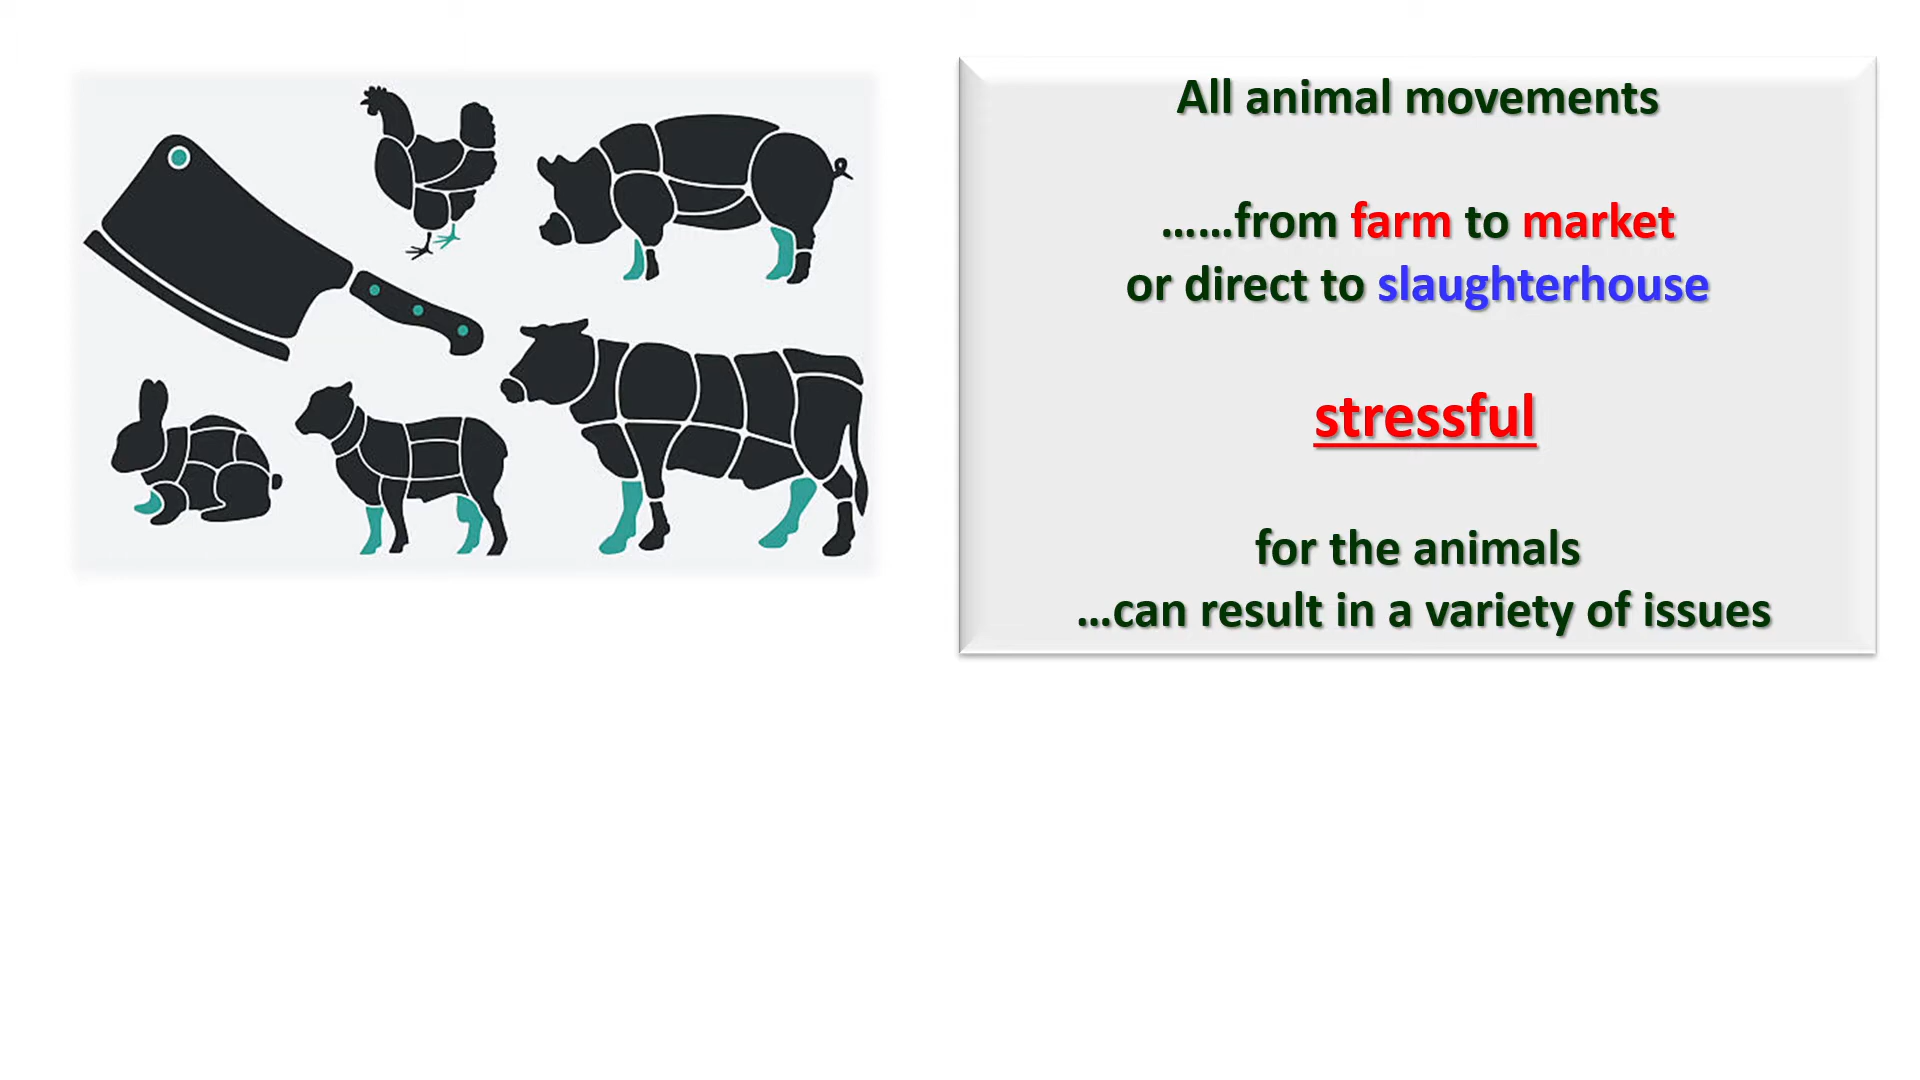 All animal movements
……from farm to market
or direct to slaughterhouse
stressful
for the animals
…can result in a variety of issues